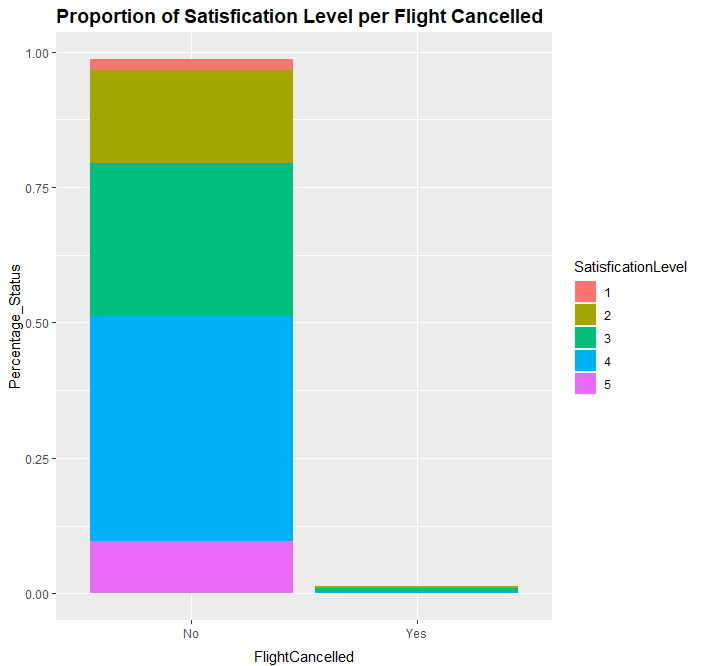 Proportion of Satisfication Level per Flight Cancelled
1.00
0.75
0.50
0.25
0.00
Percentage_Status
No
Yes
FlightCancelled
SatisficationLevel
1
2
3
4
5